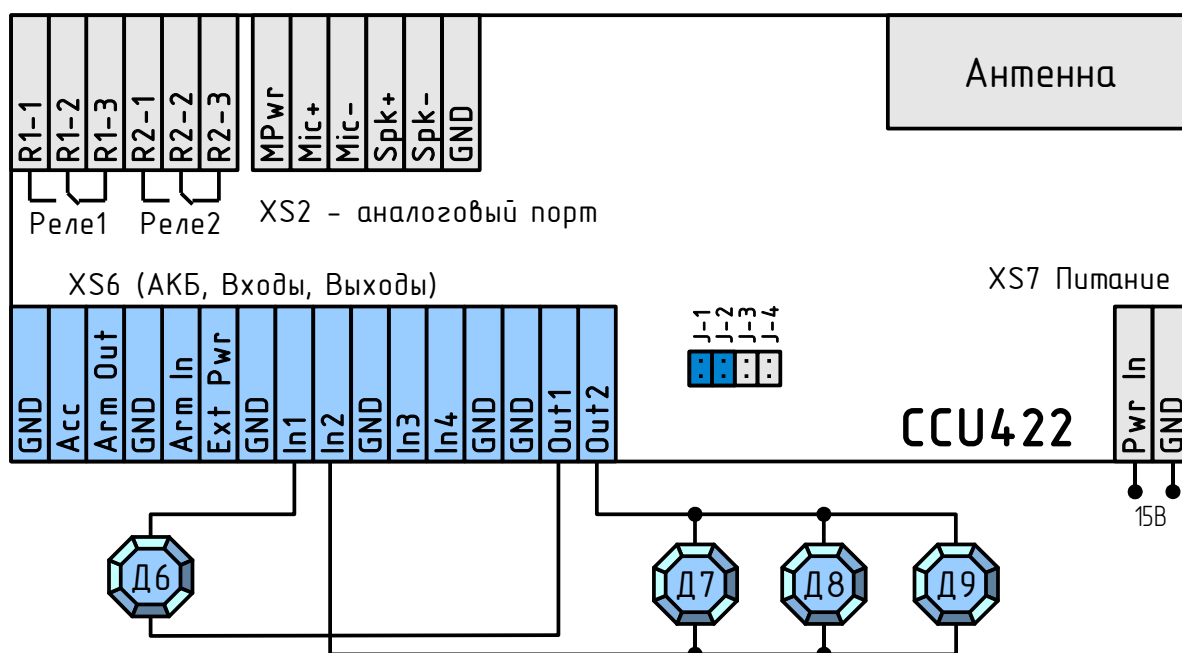 R1-1
R1-2
R1-3
R2-1
R2-2
R2-3
MPwr
Mic+
Mic-
Spk+
Spk-
GND
Антенна
Реле1
Реле2
XS2 - аналоговый порт
XS6 (АКБ, Входы, Выходы)
XS7 Питание
GND
Acc
Arm Out
GND
Arm In
Ext Pwr
GND
In1
In2
GND
In3
In4
GND
GND
Out1
Out2
J-1
J-2
J-3
J-4
CCU422
Pwr In
GND
15В
Д6
Д7
Д8
Д9